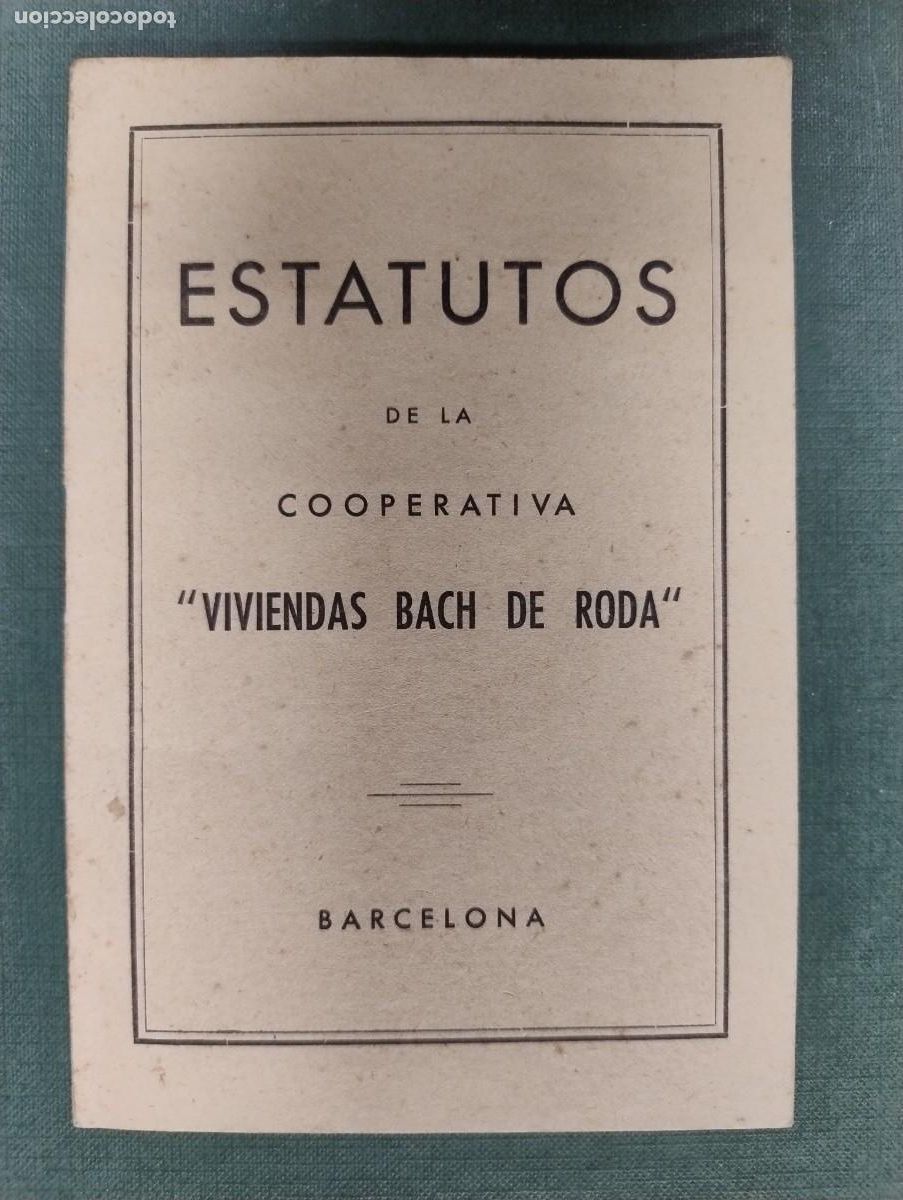 todocoleccion
ESTATUTOS
DE LA
COOPERATIVA
"VIVIENDAS BACH DE RODA"
BARCELONA